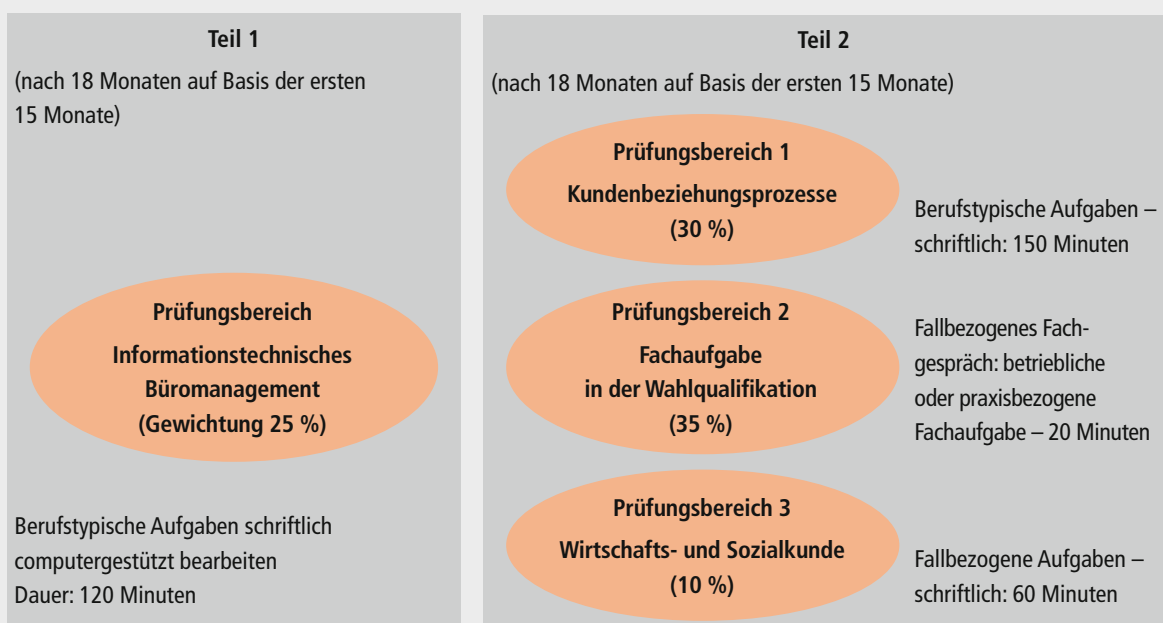 Teil 1
(nach 18 Monaten auf Basis der ersten
15 Monate)
Prüfungsbereich
Informationstechnisches
Büromanagement
(Gewichtung 25 %)
Berufstypische Aufgaben schriftlich
computergestützt bearbeiten
Dauer: 120 Minuten
Teil 2
(nach 18 Monaten auf Basis der ersten 15 Monate)
Prüfungsbereich 1
Kundenbeziehungsprozesse
(30 %)
Berufstypische Aufgaben –
schriftlich: 150 Minuten
Prüfungsbereich 2
Fachaufgabe
in der Wahlqualifikation
(35 %)
Fallbezogenes Fach-
gespräch: betriebliche
oder praxisbezogene
Fachaufgabe – 20 Minuten
Prüfungsbereich 3
Wirtschafts- und Sozialkunde
(10 %)
Fallbezogene Aufgaben –
schriftlich: 60 Minuten